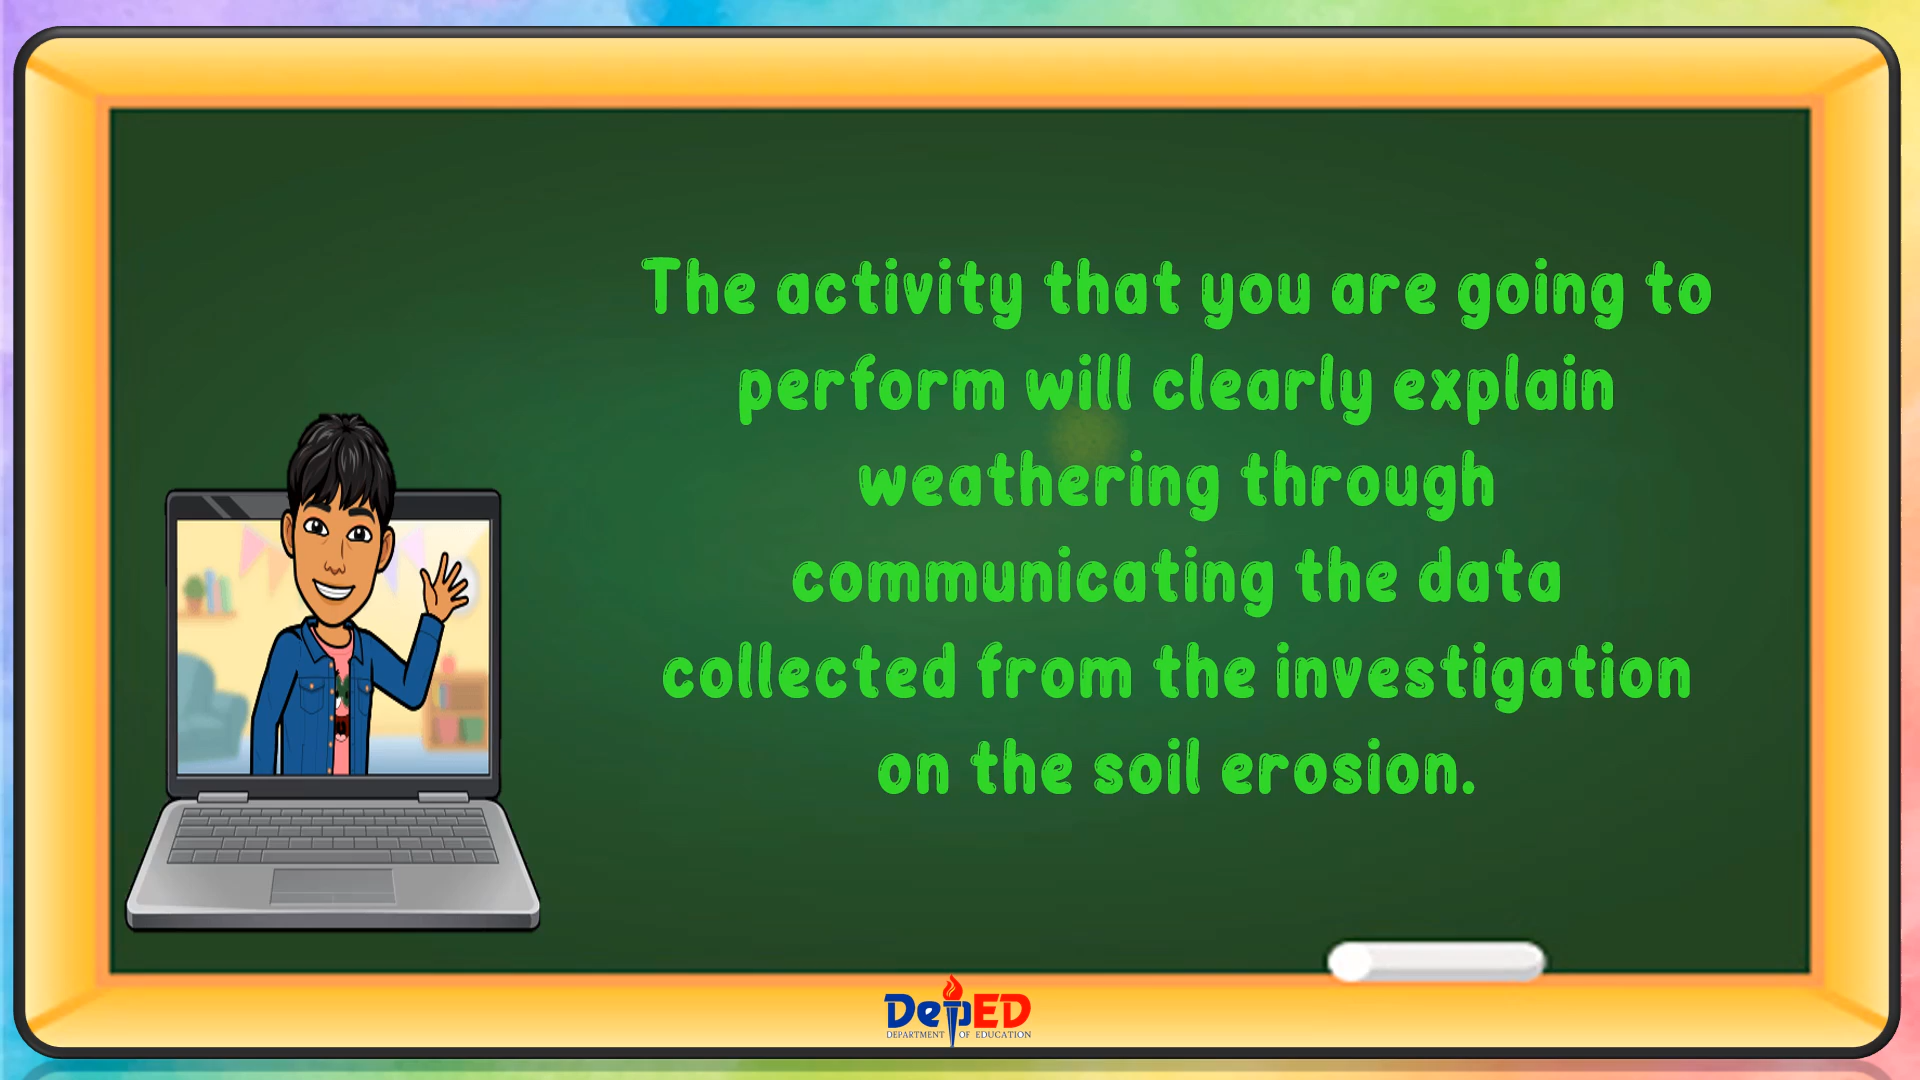 The activity that you are going to
perform will clearly explain
weathering through
communicating the data
collected from the investigation
on the soil erosion.
DepED
DEPARTMENT OF EDUCATION